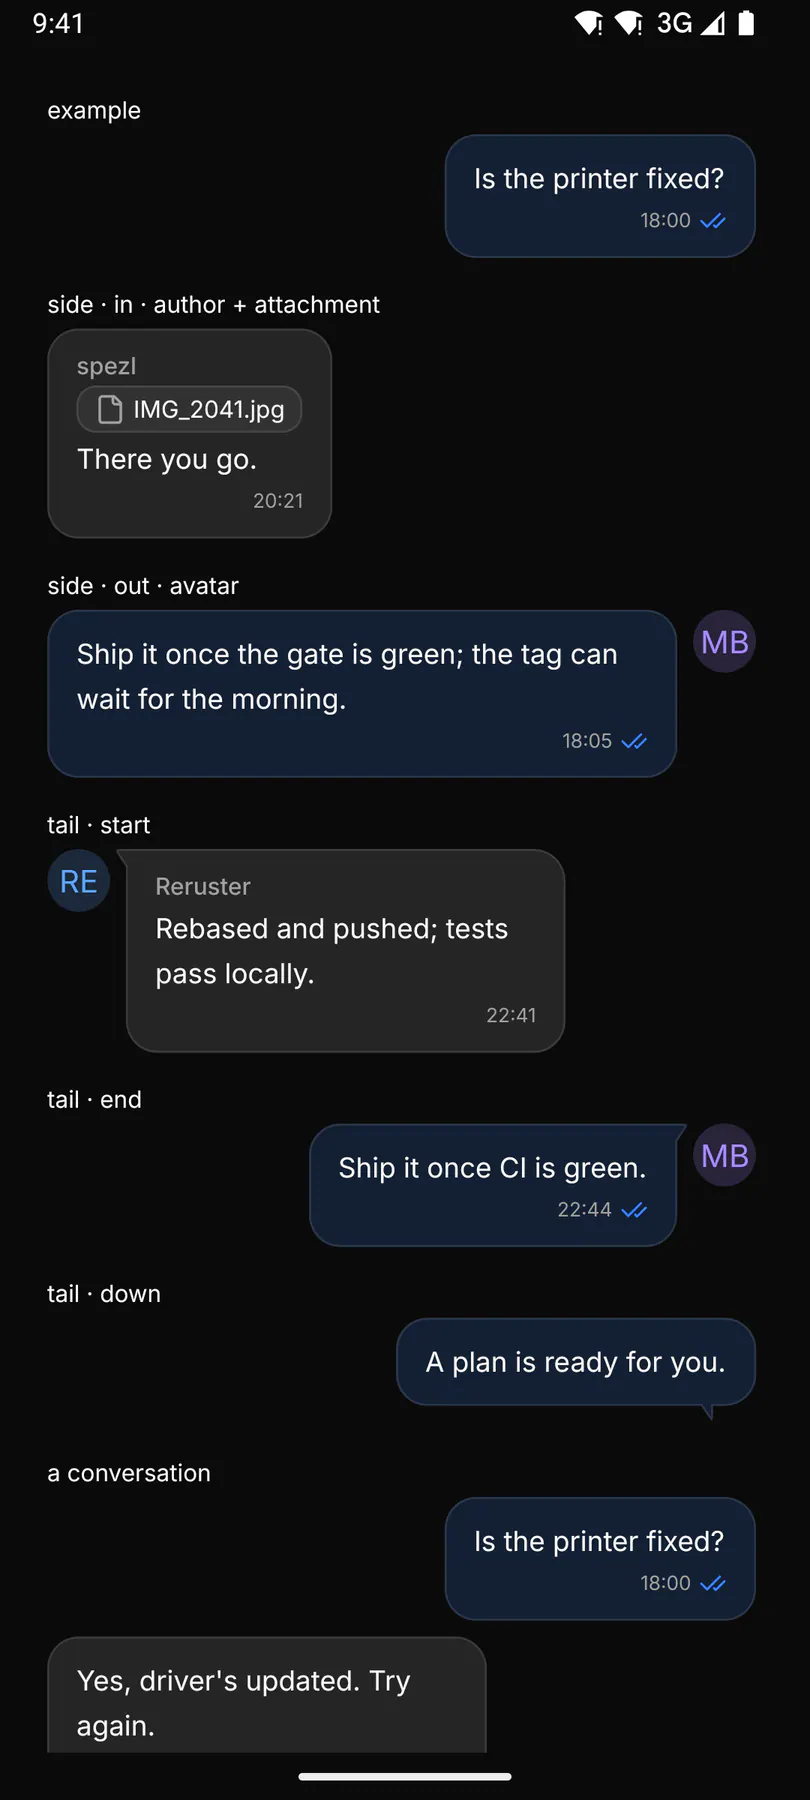 9:41
3G
example
Is the printer fixed?
18:00
side · in · author + attachment
spezl
IMG_2041.jpg
There you go.
20:21
side · out · avatar
Ship it once the gate is green; the tag can
wait for the morning.
MB
18:05
tail · start
RE
Reruster
Rebased and pushed; tests
pass locally.
22:41
tail · end
Ship it once CI is green.
MB
22:44
tail · down
A plan is ready for you.
a conversation
Is the printer fixed?
18:00
Yes, driver's updated. Try
again.